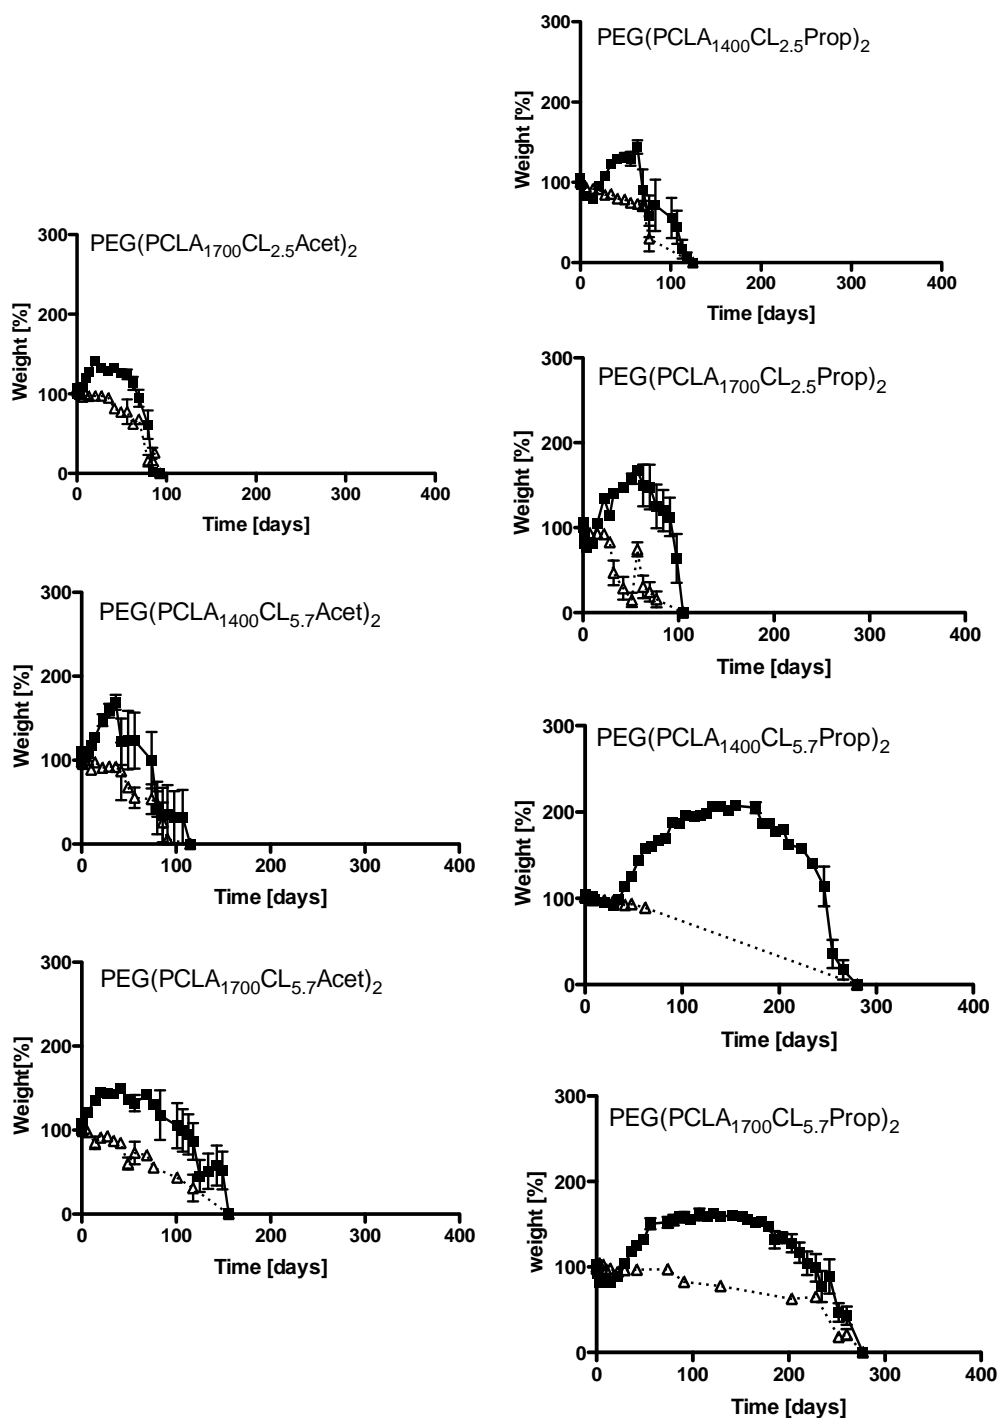 PEG(PCLA₁₇₀₀CL₂.₅Acet)₂
Weight [%]
300
200
100
0
0 100 200 300 400
Time [days]
PEG(PCLA₁₄₀₀CL₅.₇Acet)₂
Weight [%]
300
200
100
0
0 100 200 300 400
Time [days]
PEG(PCLA₁₇₀₀CL₅.₇Acet)₂
Weight[%]
300
200
100
0
0 100 200 300 400
Time [days]
PEG(PCLA₁₄₀₀CL₂.₅Prop)₂
Weight [%]
300
200
100
0
0 100 200 300 400
Time [days]
PEG(PCLA₁₇₀₀CL₂.₅Prop)₂
Weight [%]
300
200
100
0
0 100 200 300 400
Time [days]
PEG(PCLA₁₄₀₀CL₅.₇Prop)₂
Weight [%]
300
200
100
0
0 100 200 300 400
Time [days]
PEG(PCLA₁₇₀₀CL₅.₇Prop)₂
weight [%]
300
200
100
0
0 100 200 300 400
Time [days]